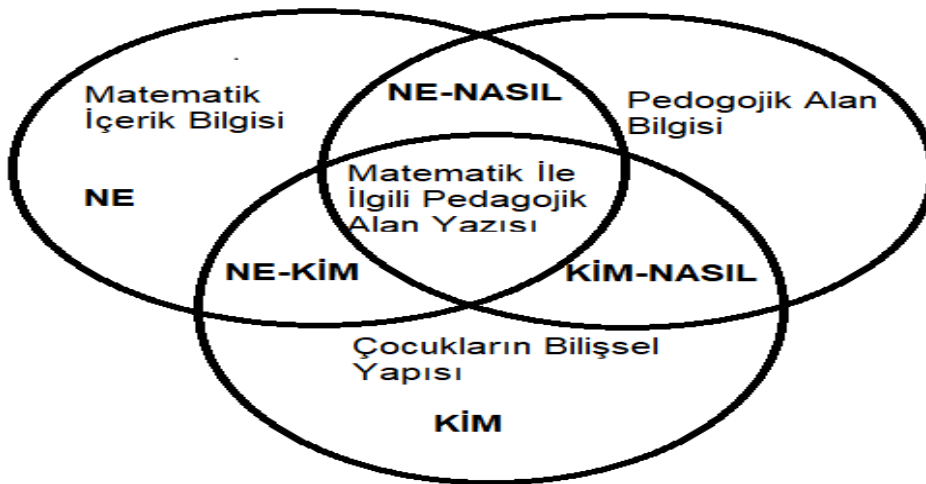 Matematik
İçerik Bilgisi
NE
NE-NASIL
Pedogojik Alan
Bilgisi
Matematik İle
İlgili Pedagojik
Alan Yazısı
NE-KİM
KİM-NASIL
Çocukların Bilişsel
Yapısı
KİM